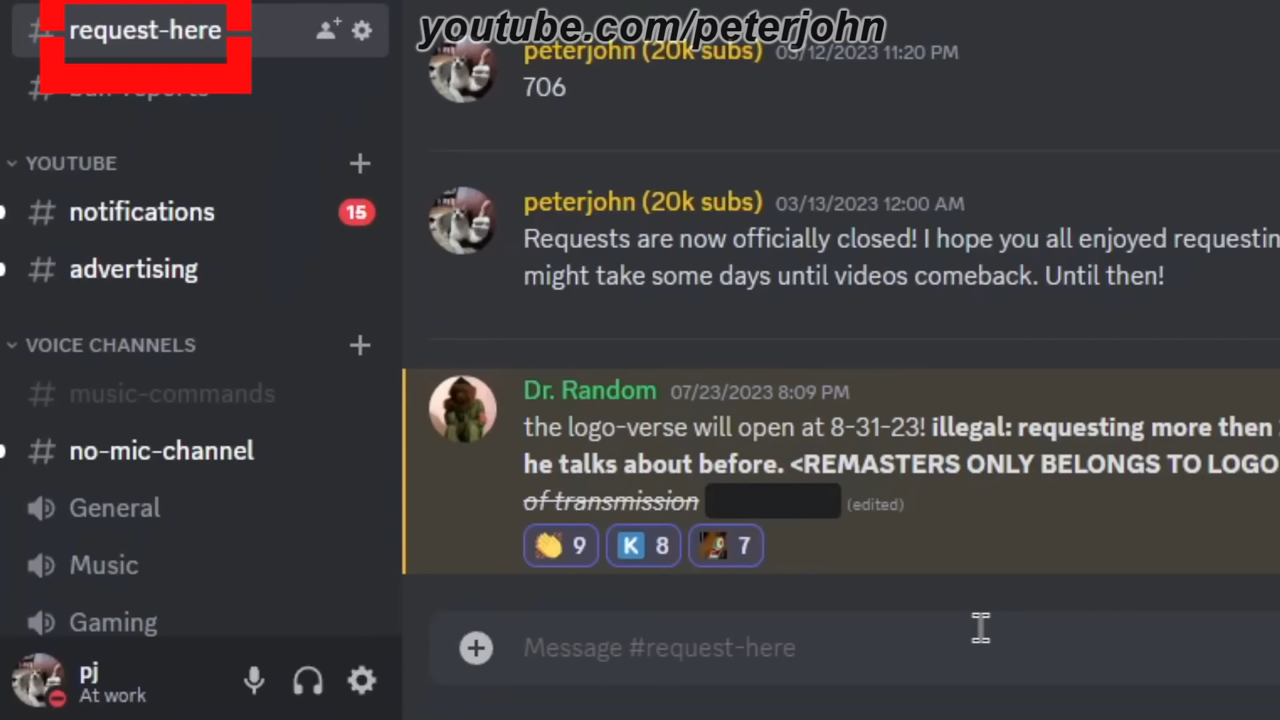 request-here
ban-reports
YOUTUBE
notifications
15
advertising
VOICE CHANNELS
music-commands
no-mic-channel
General
Music
Gaming
pj
At work
youtube.com/peterjohn
peterjohn (20k subs) 03/12/2023 11:20 PM
706
peterjohn (20k subs) 03/13/2023 12:00 AM
Requests are now officially closed! I hope you all enjoyed
might take some days until videos comeback. Until then!
Dr. Random 07/23/2023 8:09 PM
the logo-verse will open at 8-31-23! illegal: requesting more then
he talks about before. <REMASTERS ONLY BELONGS TO LOGO
of transmission (edited)
9 K 8 7
Message #request-here